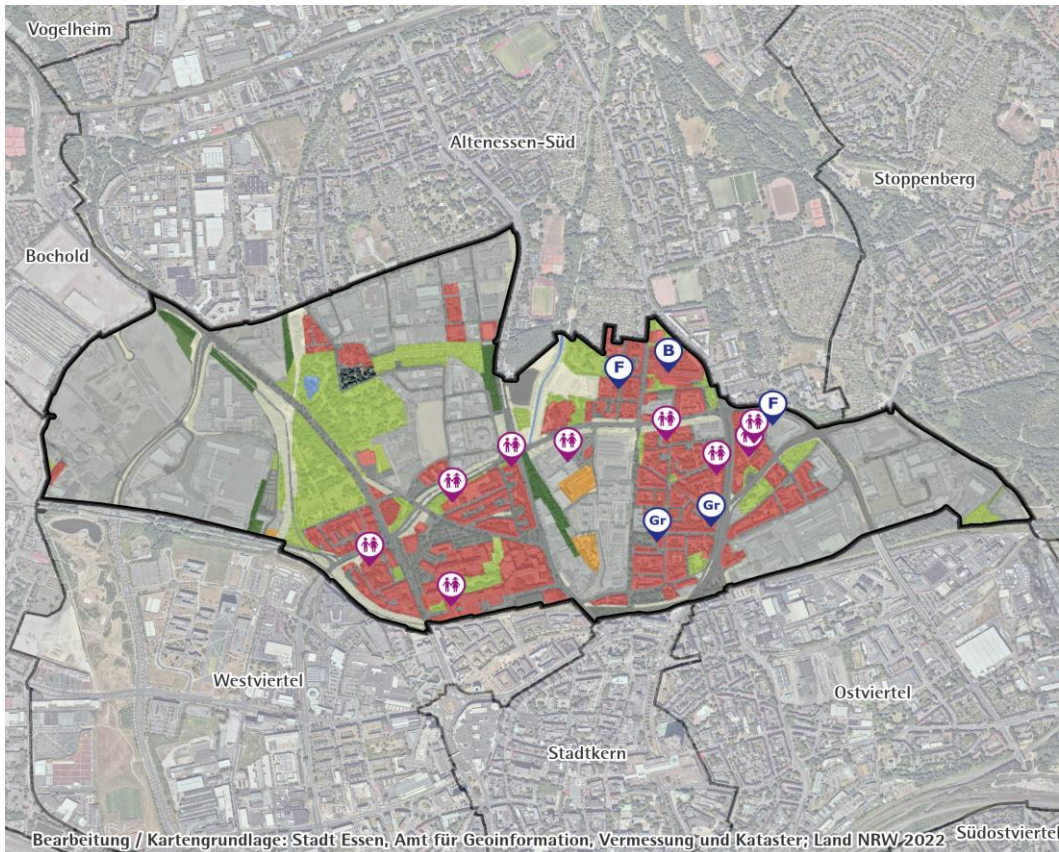 Vogelheim
Altenessen-Süd
Stoppenberg
Bochold
B
F
F
Gr
Gr
Westviertel
Ostviertel
Stadtkern
Südostviertel
Bearbeitung / Kartengrundlage: Stadt Essen, Amt für Geoinformation, Vermessung und Kataster; Land NRW 2022